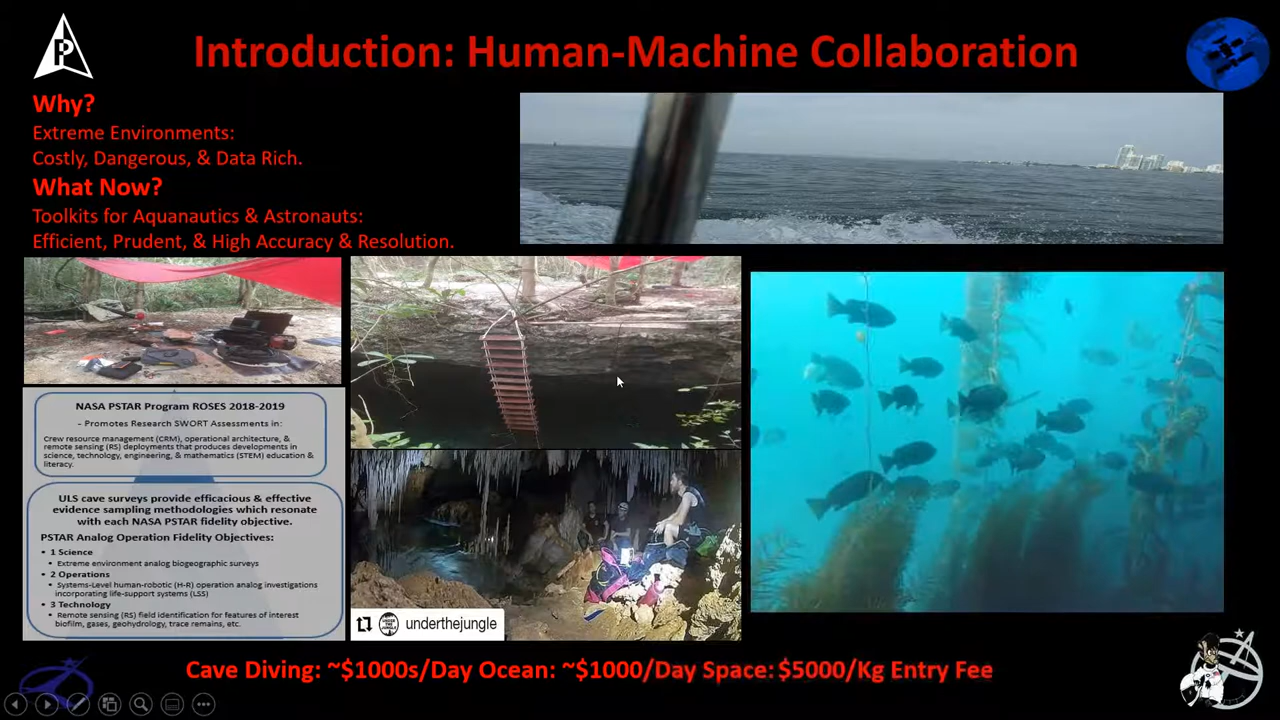 P
Introduction: Human-Machine Collaboration
Why?
Extreme Environments:
Costly, Dangerous, & Data Rich.
What Now?
Toolkits for Aquanautics & Astronauts:
Efficient, Prudent, & High Accuracy & Resolution.
NASA PSTAR Program ROSES 2018-2019
- Promotes Research SWORT Assessments in:
Crew resource management (CRM), operational architecture, &
remote sensing (RS) deployments that produces developments in
science, technology, engineering, & mathematics (STEM) education &
literacy.
ULS cave surveys provide efficacious & effective
evidence sampling methodologies which resonate
with each NASA PSTAR fidelity objective.
PSTAR Analog Operation Fidelity Objectives:
• 1 Science
• Extreme environment analog biogeographic surveys
• 2 Operations
• Systems-Level human-robotic (H-R) operation analog investigations
incorporating life-support systems (LSS)
• 3 Technology
• Remote sensing (RS) field identification for features of interest
biofilm, gases, geohydrology, trace remains, etc.
underthejungle
Cave Diving: ~$1000s/Day Ocean: ~$1000/Day Space: $5000/Kg Entry Fee